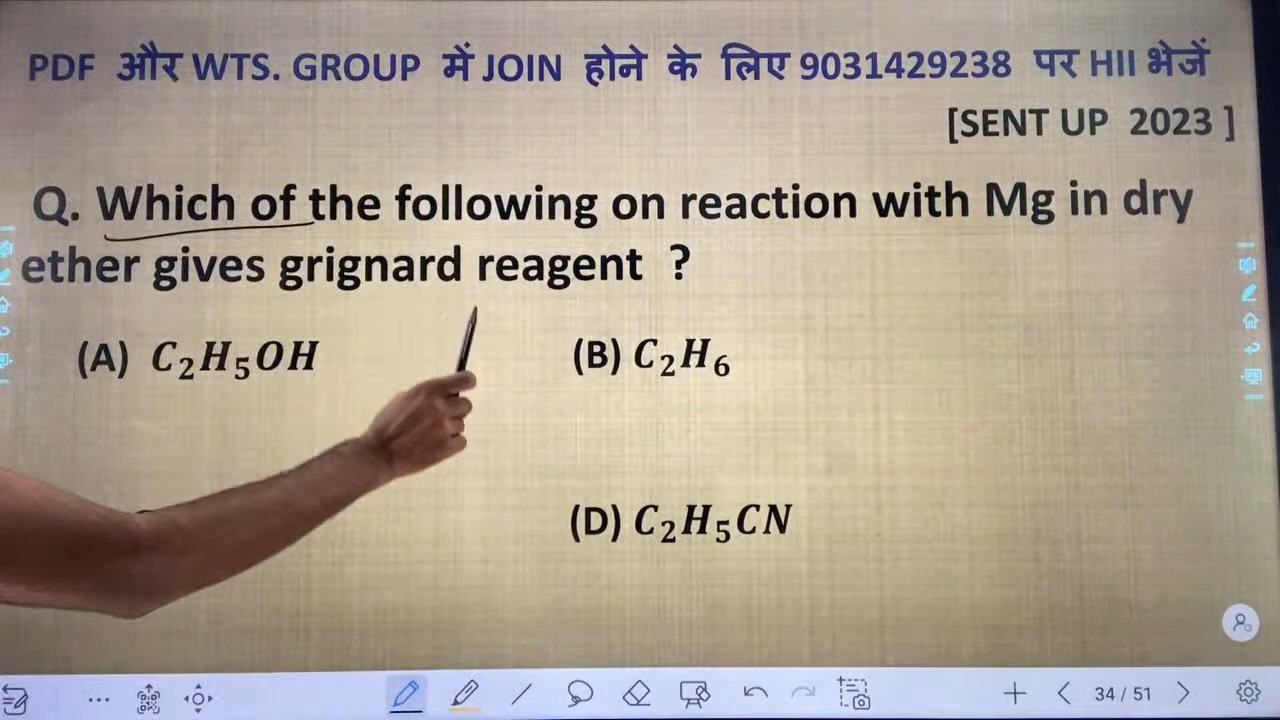 PDF और WTS. GROUP में JOIN होने के लिए 9031429238 पर HII भेजें
[SENT UP 2023 ]
Q. Which of the following on reaction with Mg in dry
ether gives grignard reagent ?
(A) C₂H₅OH (B) C₂H₆
(D) C₂H₅CN
34 / 51